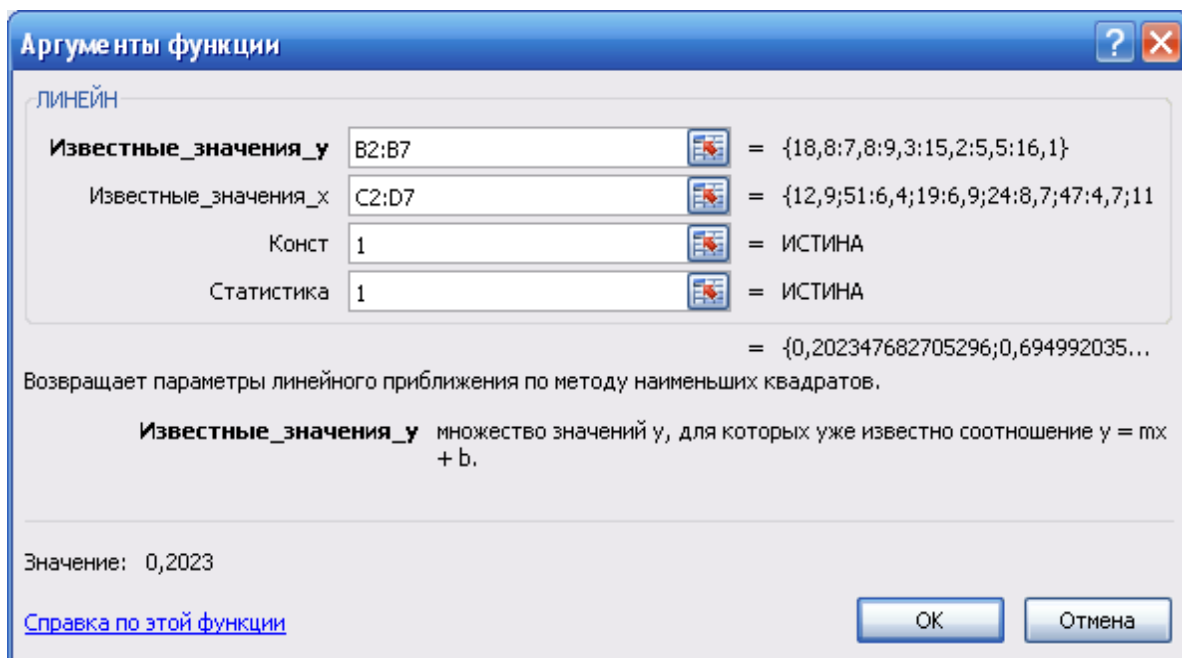 Аргументы функции
ЛИНЕЙН
Известные_значения_y B2:B7 = {18,8:7,8:9,3:15,2:5,5:16,1}
Известные_значения_x C2:D7 = {12,9;51:6,4;19:6,9;24:8,7;47:4,7;11
Конст 1 = ИСТИНА
Статистика 1 = ИСТИНА
= {0,202347682705296;0,694992035...
Возвращает параметры линейного приближения по методу наименьших квадратов.
Известные_значения_y множество значений y, для которых уже известно соотношение y = mx
+ b.
Значение: 0,2023
Справка по этой функции OK Отмена